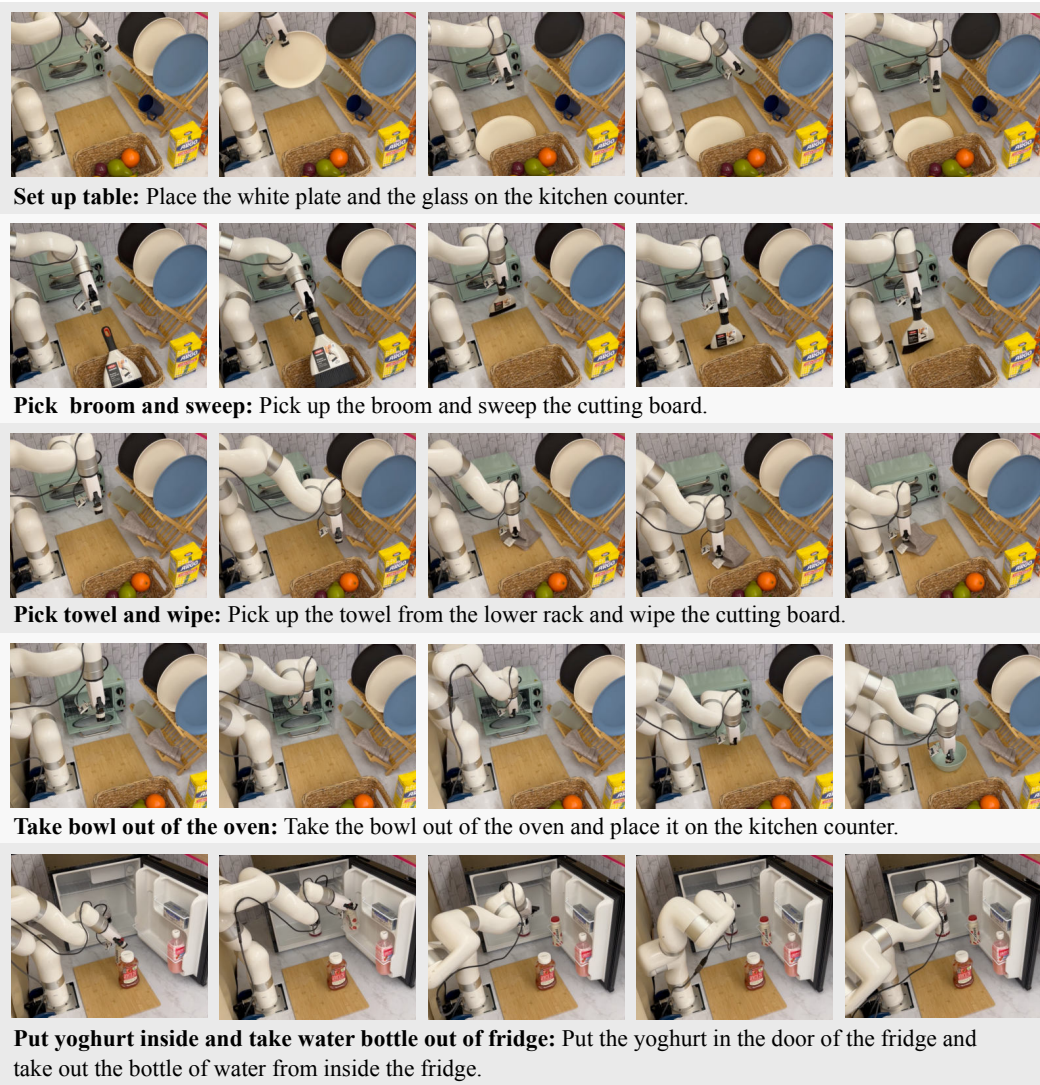 Set up table: Place the white plate and the glass on the kitchen counter.
Pick broom and sweep: Pick up the broom and sweep the cutting board.
Pick towel and wipe: Pick up the towel from the lower rack and wipe the cutting board.
Take bowl out of the oven: Take the bowl out of the oven and place it on the kitchen counter.
Put yoghurt inside and take water bottle out of fridge: Put the yoghurt in the door of the fridge and
take out the bottle of water from inside the fridge.